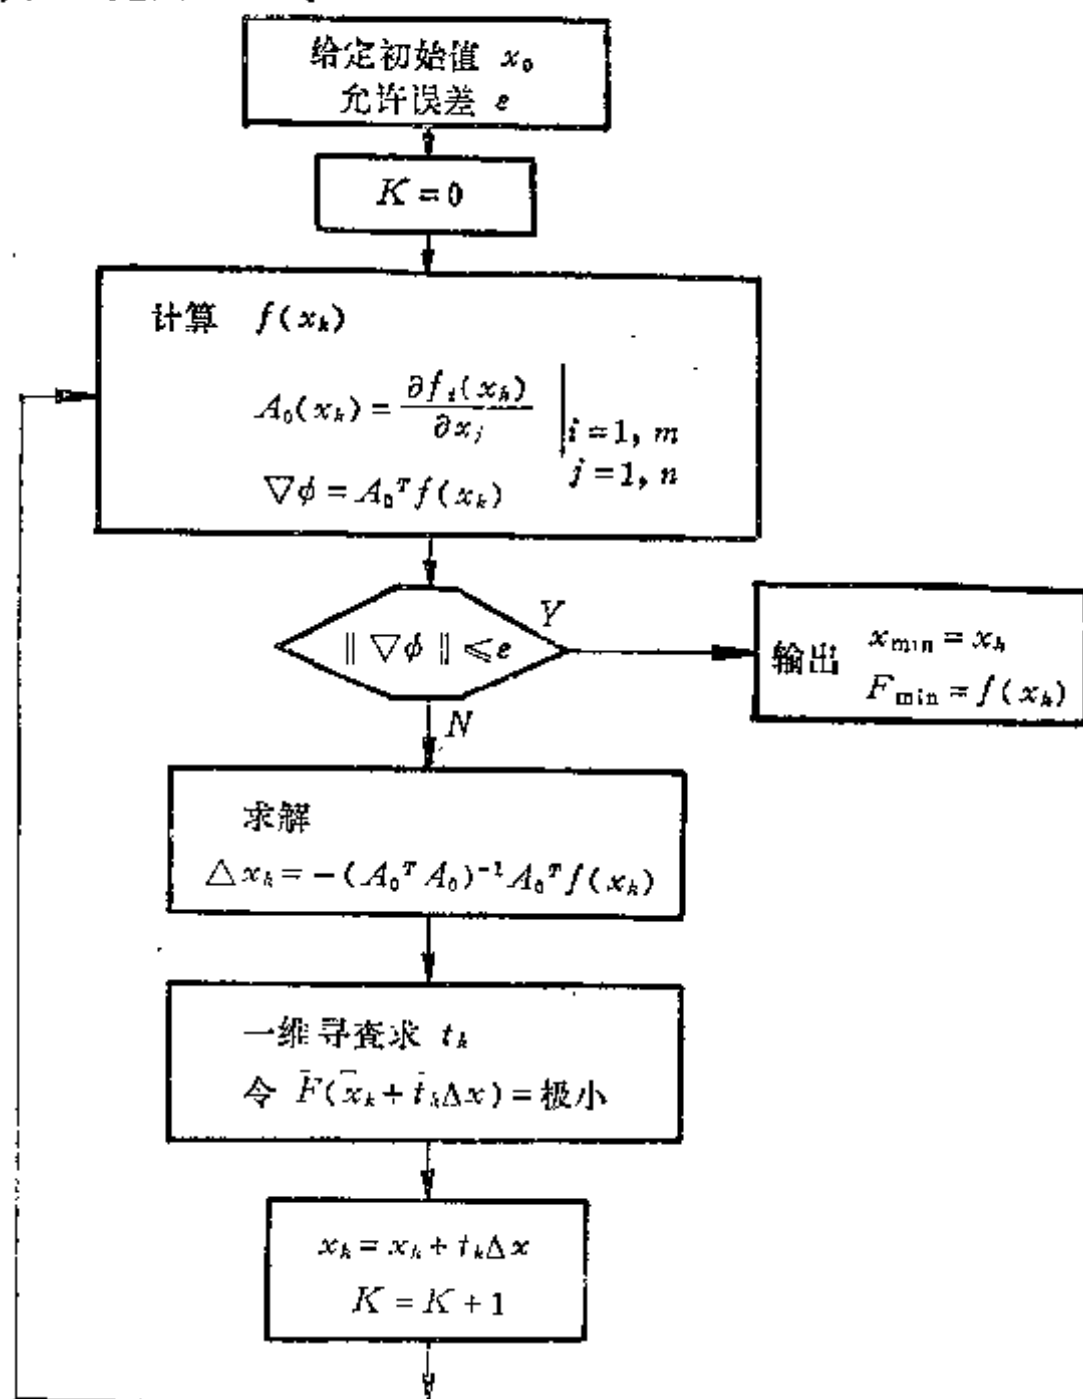 给定初始值 x₀
允许误差 e
K = 0
计算 f(xₖ)
A₀(xₖ) = ∂fᵢ(xₖ)/∂xⱼ | i = 1, m
j = 1, n
▽ϕ = A₀ᵀf(xₖ)
‖ ▽ϕ ‖ ⩽ e
Y
输出 x_min = xₖ
F_min = f(xₖ)
N
求解
△xₖ = −(A₀ᵀA₀)⁻¹A₀ᵀf(xₖ)
一维寻查求 tₖ
令 F(xₖ + tₖΔx) = 极小
xₖ = xₖ + tₖΔx
K = K + 1